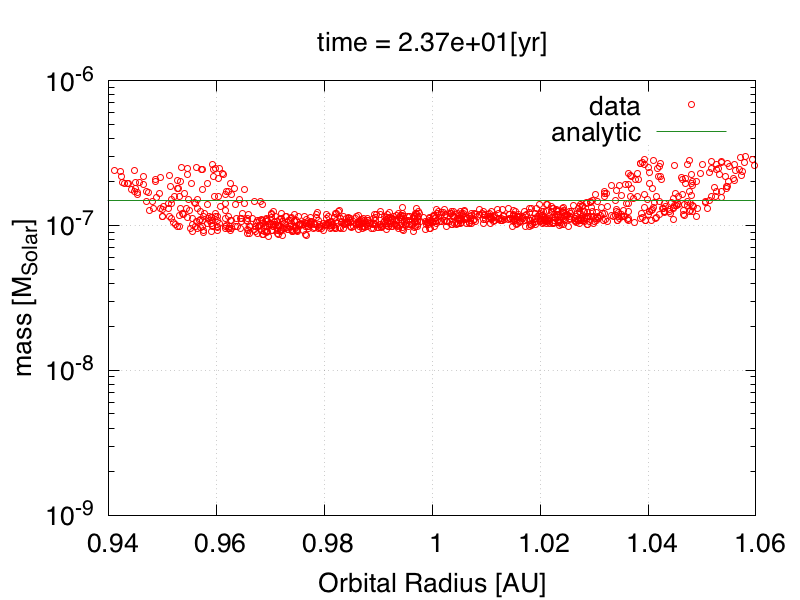 time = 2.37e+01[yr]
data
analytic
10-6
10-7
10-8
10-9
mass [MSolar]
0.94 0.96 0.98 1 1.02 1.04 1.06
Orbital Radius [AU]